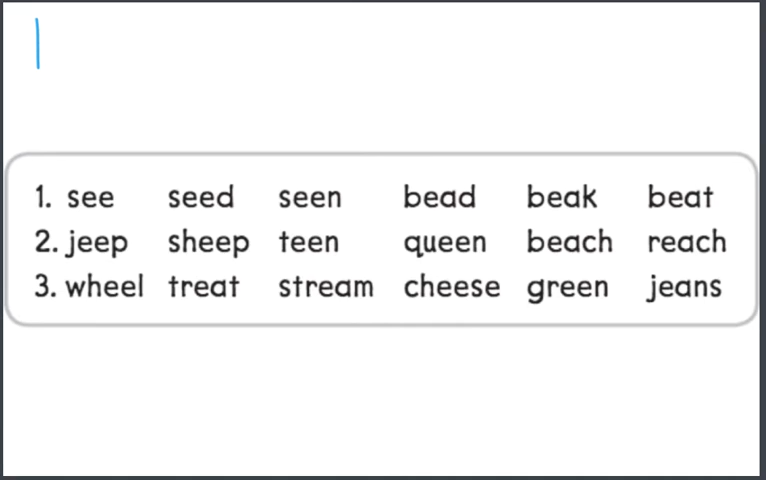 1. see seed seen bead beak beat
2. jeep sheep teen queen beach reach
3. wheel treat stream cheese green jeans